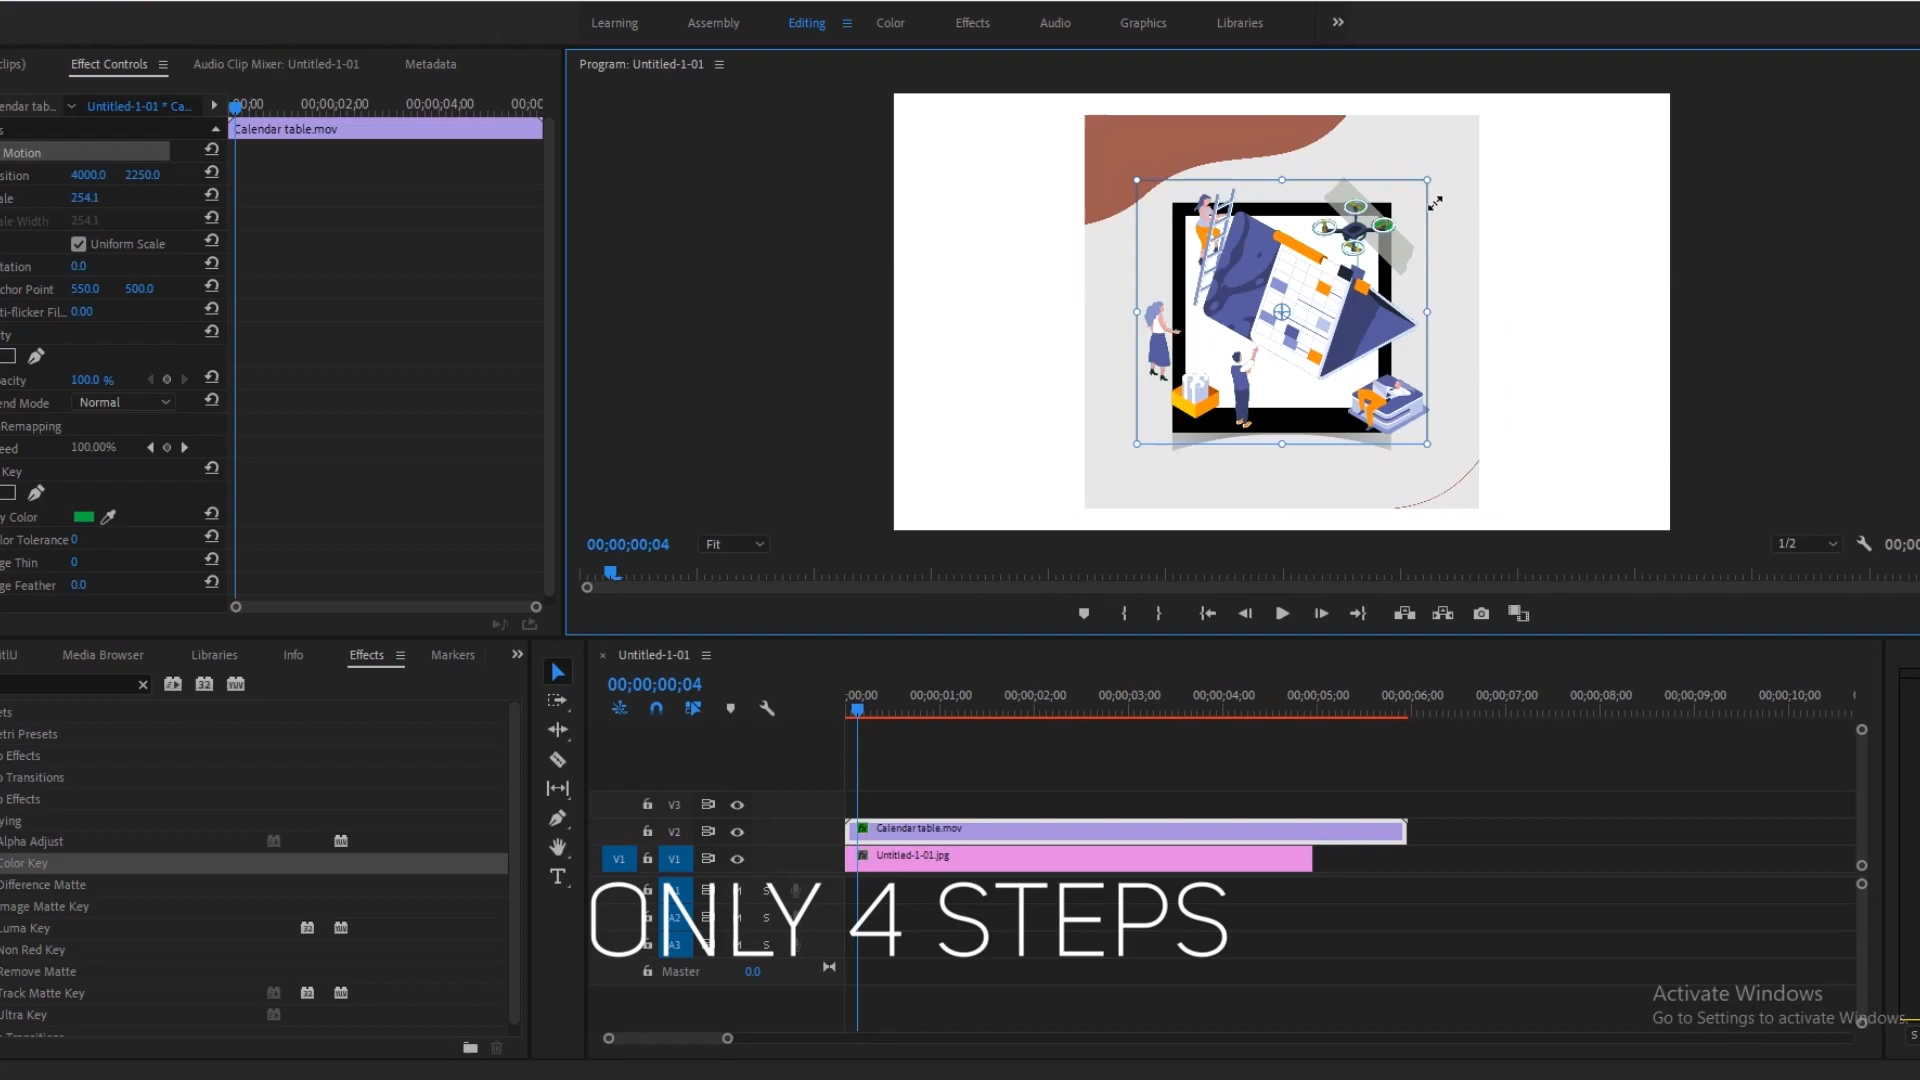 Learning Assembly Editing Color Effects Audio Graphics Libraries
clips) Effect Controls Audio Clip Mixer: Untitled-1-01 Metadata
Program: Untitled-1-01
endar tab... Untitled-1-01 * Ca...
00;00 00;00;02;00 00;00;04;00 00;0
Calendar table.mov
Motion
sition 4000.0 2250.0
ale 254.1
ale Width 254.1
Uniform Scale
tation 0.0
chor Point 550.0 500.0
ti-flicker Fil... 0.00
ity
acity 100.0 %
end Mode Normal
Remapping
eed 100.00%
Key
y Color
lor Tolerance 0
ge Thin 0
ge Feather 0.0
00;00;00;04 Fit 1/2 00;00
itlU Media Browser Libraries Info Effects Markers
Untitled-1-01
00;00;00;04
;00;00 00;00;01;00 00;00;02;00 00;00;03;00 00;00;04;00 00;00;05;00 00;00;06;00 00;00;07;00 00;00;08;00 00;00;09;00 00;00;10;00
ets
etri Presets
o Effects
o Transitions
o Effects
ying
Alpha Adjust
Color Key
Difference Matte
mage Matte Key
Luma Key
Non Red Key
Remove Matte
Track Matte Key
Ultra Key
V3
V2 Calendar table.mov
V1 V1 Untitled-1-01.jpg
A2 S
A3 S
Master 0.0
ONLY 4 STEPS
Activate Windows
Go to Settings to activate Windows.
S